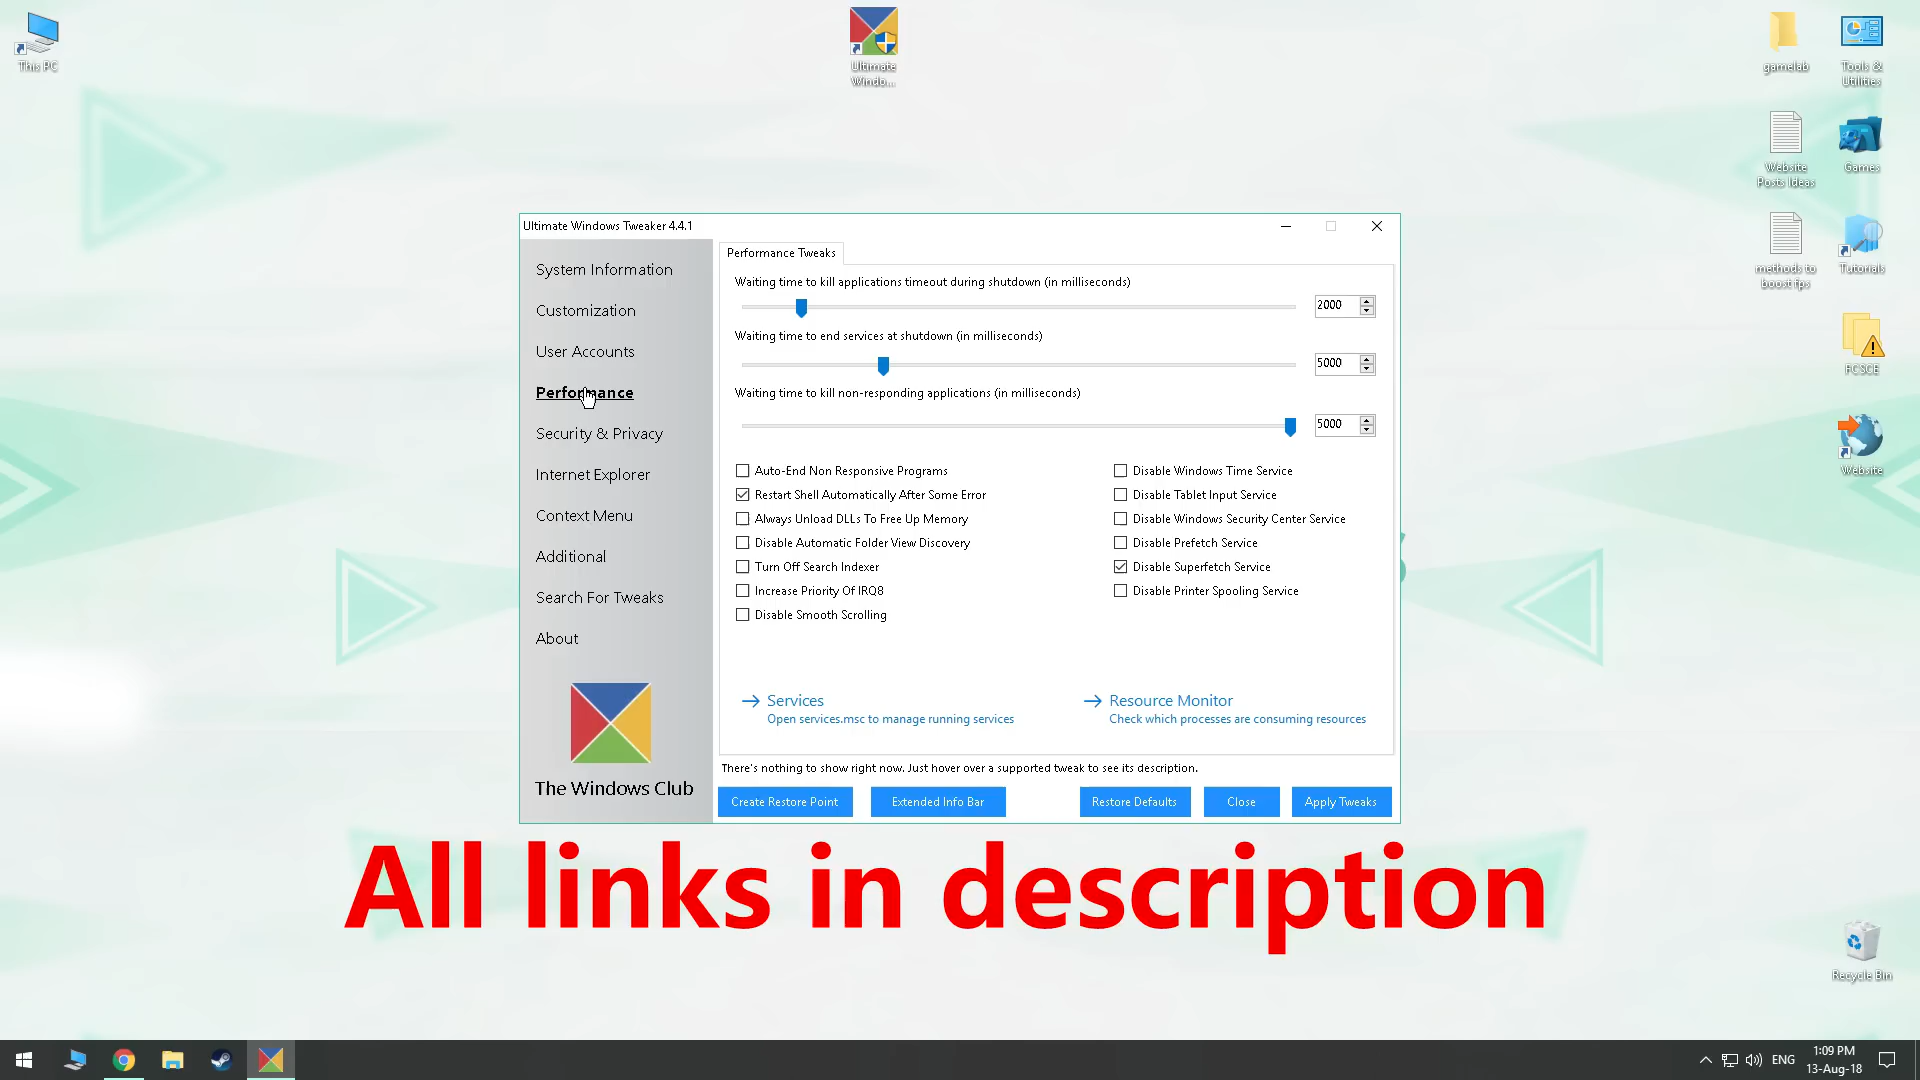 This PC
Ultimate
Windo...
gamelab
Tools &
Utilities
Website
Posts Ideas
Games
methods to
boost fps
Tutorials
FCSCE
Website
Recycle Bin
Ultimate Windows Tweaker 4.4.1
System Information
Customization
User Accounts
Performance
Security & Privacy
Internet Explorer
Context Menu
Additional
Search For Tweaks
About
The Windows Club
Performance Tweaks
Waiting time to kill applications timeout during shutdown (in milliseconds)
2000
Waiting time to end services at shutdown (in milliseconds)
5000
Waiting time to kill non-responding applications (in milliseconds)
5000
Auto-End Non Responsive Programs
Restart Shell Automatically After Some Error
Always Unload DLLs To Free Up Memory
Disable Automatic Folder View Discovery
Turn Off Search Indexer
Increase Priority Of IRQ8
Disable Smooth Scrolling
Disable Windows Time Service
Disable Tablet Input Service
Disable Windows Security Center Service
Disable Prefetch Service
Disable Superfetch Service
Disable Printer Spooling Service
Services
Open services.msc to manage running services
Resource Monitor
Check which processes are consuming resources
There's nothing to show right now. Just hover over a supported tweak to see its description.
Create Restore Point
Extended Info Bar
Restore Defaults
Close
Apply Tweaks
All links in description
ENG
1:09 PM
13-Aug-18